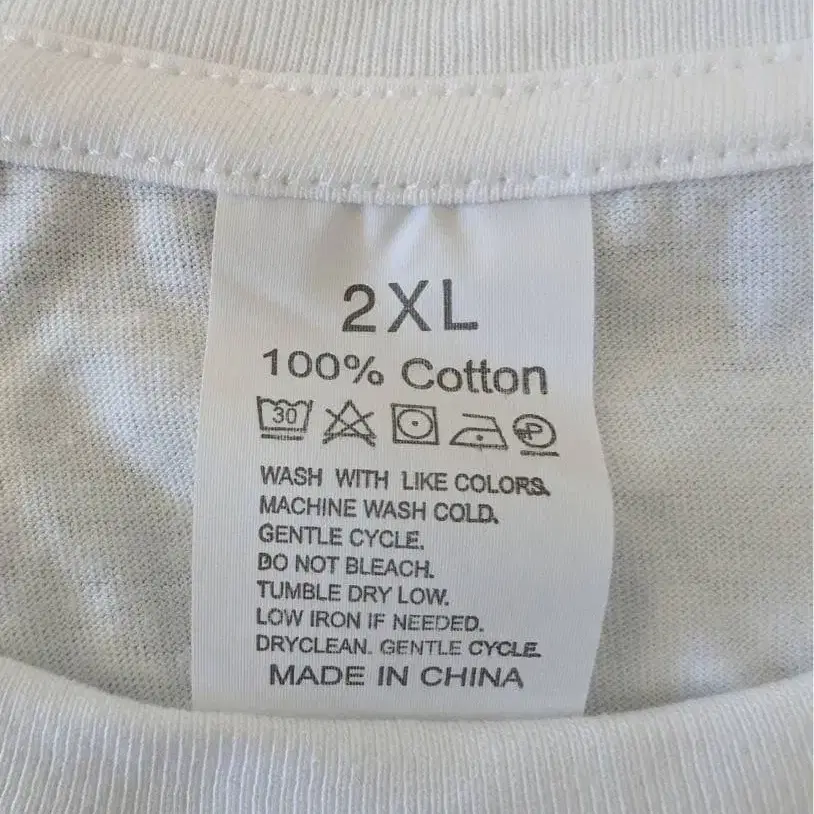 2XL
100% Cotton
30 P
WASH WITH LIKE COLORS.
MACHINE WASH COLD.
GENTLE CYCLE.
DO NOT BLEACH.
TUMBLE DRY LOW.
LOW IRON IF NEEDED.
DRYCLEAN. GENTLE CYCLE.
MADE IN CHINA